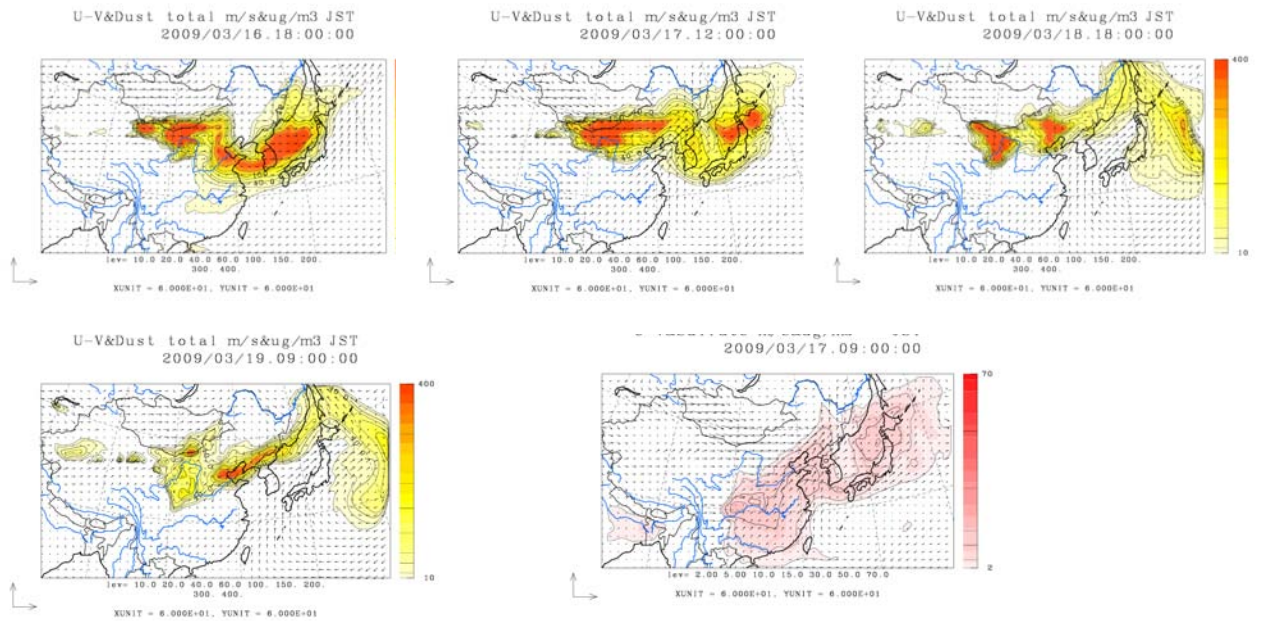 U-V&Dust total m/s&ug/m3 JST
2009/03/16.18:00:00
lev= 10.0 20.0 40.0 60.0 100. 150. 200.
300. 400.
XUNIT = 6.000E+01, YUNIT = 6.000E+01
U-V&Dust total m/s&ug/m3 JST
2009/03/17.12:00:00
lev= 10.0 20.0 40.0 60.0 100. 150. 200.
300. 400.
XUNIT = 6.000E+01, YUNIT = 6.000E+01
U-V&Dust total m/s&ug/m3 JST
2009/03/18.18:00:00
400
10
lev= 10.0 20.0 40.0 60.0 100. 150. 200.
300. 400.
XUNIT = 6.000E+01, YUNIT = 6.000E+01
U-V&Dust total m/s&ug/m3 JST
2009/03/19.09:00:00
400
10
lev= 10.0 20.0 40.0 60.0 100. 150. 200.
300. 400.
XUNIT = 6.000E+01, YUNIT = 6.000E+01
JST
2009/03/17.09:00:00
70
2
lev= 2.00 5.00 10.0 15.0 30.0 50.0 70.0
XUNIT = 6.000E+01, YUNIT = 6.000E+01